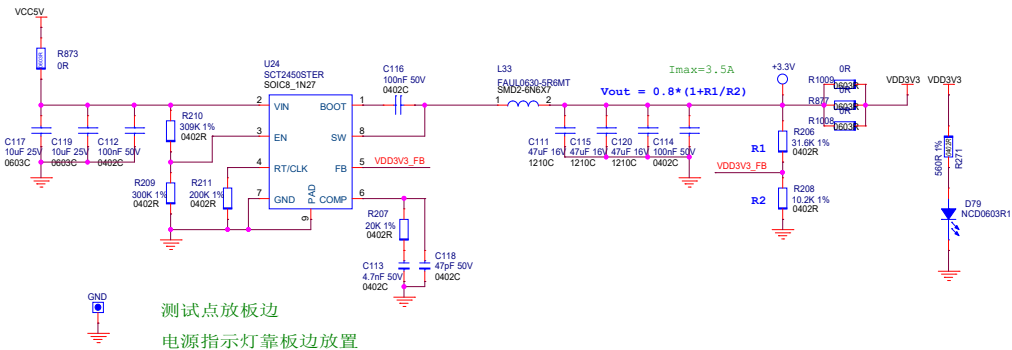 VCC5V
R873
0R
0603R
C117
10uF 25V
0603C
C119
10uF 25V
0603C
C112
100nF 50V
0402C
R210
309K 1%
0402R
R209
300K 1%
0402R
R211
200K 1%
0402R
U24
SCT2450STER
SOIC8_1N27
2 VIN BOOT 1
3 EN SW 8
4 RT/CLK FB 5
7 GND COMP 6
PAD 9
C116
100nF 50V
0402C
VDD3V3_FB
R207
20K 1%
0402R
C113
4.7nF 50V
0402C
C118
47pF 50V
0402C
L33
FAUL0630-5R6MT
SMD2-6N6X7
1 2
Imax=3.5A
Vout = 0.8*(1+R1/R2)
C111
47uF 16V
1210C
C115
47uF 16V
1210C
C120
47uF 16V
1210C
C114
100nF 50V
0402C
+3.3V
R1
R206
31.6K 1%
0402R
VDD3V3_FB
R2
R208
10.2K 1%
0402R
0R
R1009
0603R
0R
R877
0603R
0R
R1008
0603R
VDD3V3
VDD3V3
560R 1%
0402R
R271
D79
NCD0603R1
GND
测试点放板边
电源指示灯靠板边放置